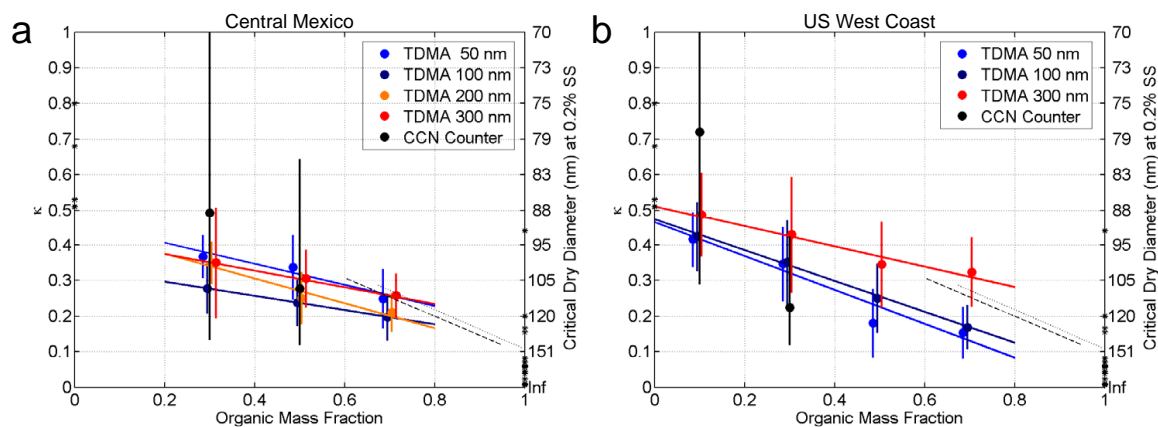 a
Central Mexico
TDMA 50 nm
TDMA 100 nm
TDMA 200 nm
TDMA 300 nm
CCN Counter
1
0.9
0.8
0.7
0.6
0.5
0.4
0.3
0.2
0.1
0
κ
0 0.2 0.4 0.6 0.8 1
Organic Mass Fraction
70
73
75
79
83
88
95
105
120
151
Inf
Critical Dry Diameter (nm) at 0.2% SS
b
US West Coast
TDMA 50 nm
TDMA 100 nm
TDMA 300 nm
CCN Counter
1
0.9
0.8
0.7
0.6
0.5
0.4
0.3
0.2
0.1
0
κ
0 0.2 0.4 0.6 0.8 1
Organic Mass Fraction
70
73
75
79
83
88
95
105
120
151
Inf
Critical Dry Diameter (nm) at 0.2% SS